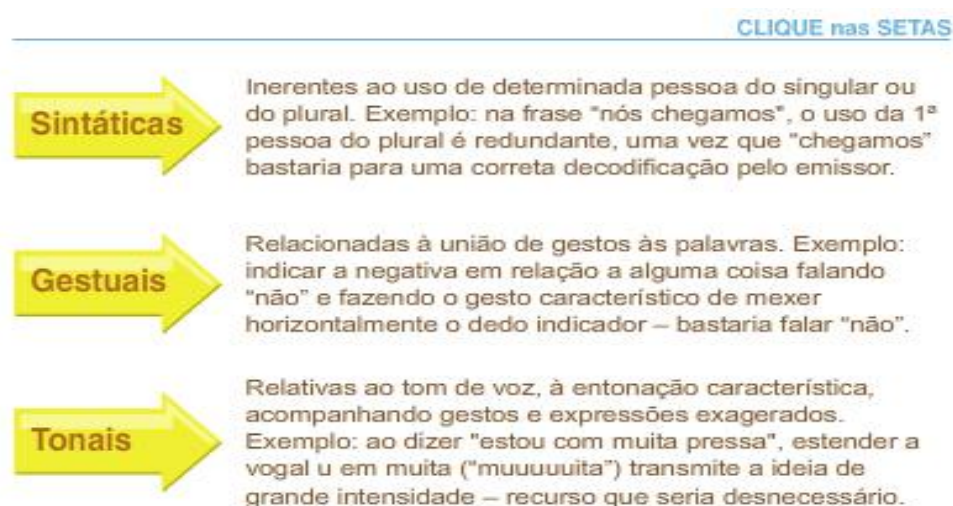 CLIQUE nas SETAS
Sintáticas
Inerentes ao uso de determinada pessoa do singular ou
do plural. Exemplo: na frase “nós chegamos”, o uso da 1ª
pessoa do plural é redundante, uma vez que “chegamos”
bastaria para uma correta decodificação pelo emissor.
Gestuais
Relacionadas à união de gestos às palavras. Exemplo:
indicar a negativa em relação a alguma coisa falando
“não” e fazendo o gesto característico de mexer
horizontalmente o dedo indicador – bastaria falar “não”.
Tonais
Relativas ao tom de voz, à entonação característica,
acompanhando gestos e expressões exagerados.
Exemplo: ao dizer "estou com muita pressa", estender a
vogal u em muita (“muuuuuita”) transmite a ideia de
grande intensidade – recurso que seria desnecessário.